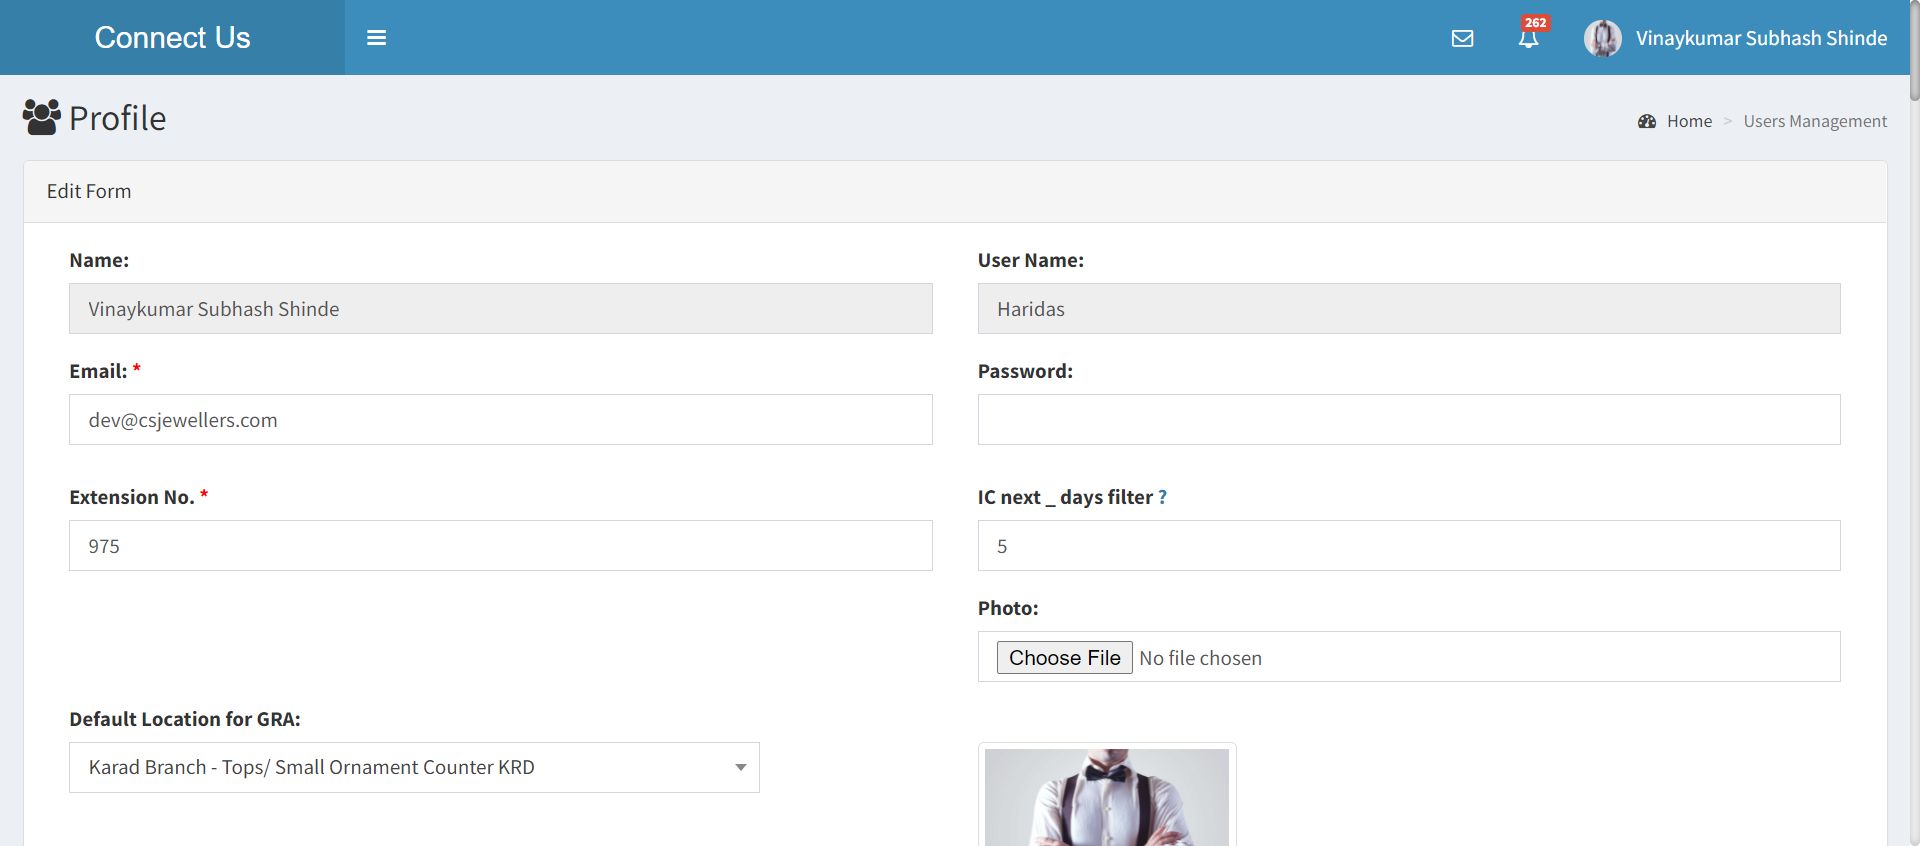 Connect Us
262
Vinaykumar Subhash Shinde
Profile
Home > Users Management
Edit Form
Name:
Vinaykumar Subhash Shinde
User Name:
Haridas
Email: *
dev@csjewellers.com
Password:
Extension No. *
975
IC next _ days filter ?
5
Photo:
Choose File No file chosen
Default Location for GRA:
Karad Branch - Tops/ Small Ornament Counter KRD